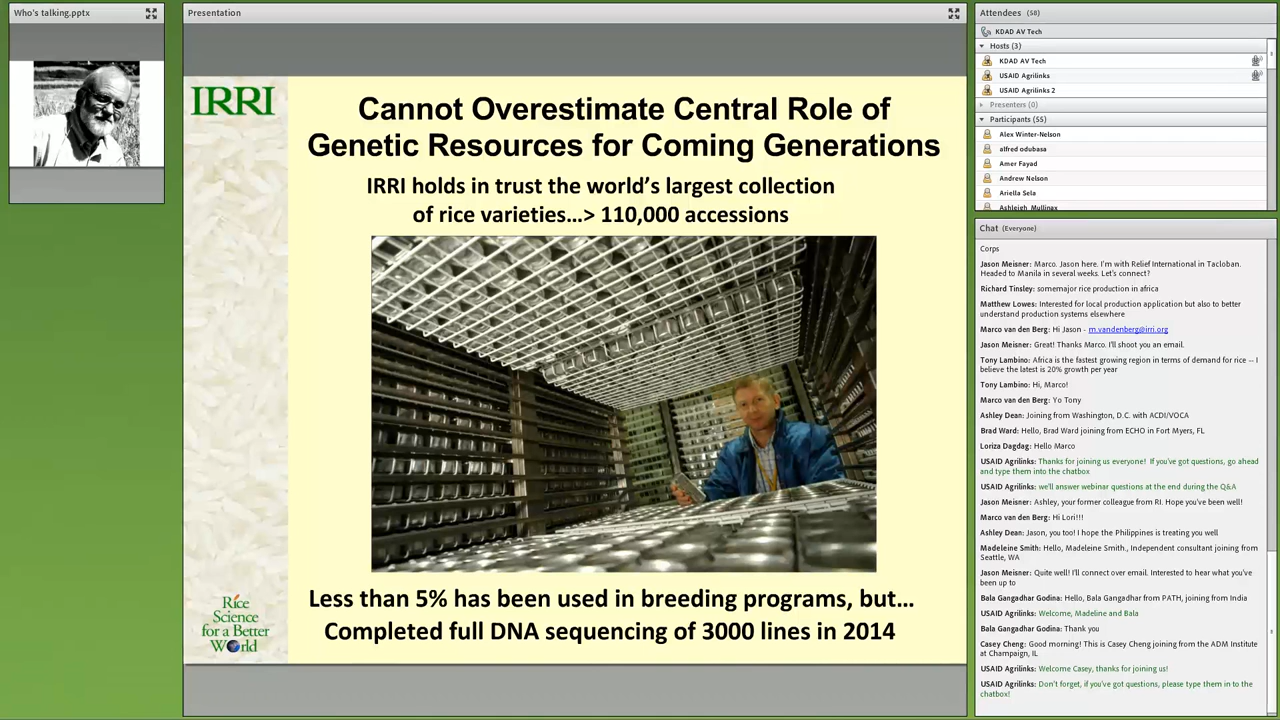 Who's talking.pptx
Presentation
IRRI
Cannot Overestimate Central Role of
Genetic Resources for Coming Generations
IRRI holds in trust the world's largest collection
of rice varieties…> 110,000 accessions
Less than 5% has been used in breeding programs, but…
Completed full DNA sequencing of 3000 lines in 2014
Rice
Science
for a Better
World
Attendees (58)
KDAD AV Tech
Hosts (3)
KDAD AV Tech
USAID Agrilinks
USAID Agrilinks 2
Presenters (0)
Participants (55)
Alex Winter-Nelson
alfred odubasa
Amer Fayad
Andrew Nelson
Ariella Sela
Ashleigh Mullinax
Chat (Everyone)
Corps
Jason Meisner: Marco. Jason here. I'm with Relief International in Tacloban.
Headed to Manila in several weeks. Let's connect?
Richard Tinsley: somemajor rice production in africa
Matthew Lowes: Interested for local production application but also to better
understand production systems elsewhere
Marco van den Berg: Hi Jason - m.vandenberg@irri.org
Jason Meisner: Great! Thanks Marco. I'll shoot you an email.
Tony Lambino: Africa is the fastest growing region in terms of demand for rice -- I
believe the latest is 20% growth per year
Tony Lambino: Hi, Marco!
Marco van den Berg: Yo Tony
Ashley Dean: Joining from Washington, D.C. with ACDI/VOCA
Brad Ward: Hello, Brad Ward joining from ECHO in Fort Myers, FL
Loriza Dagdag: Hello Marco
USAID Agrilinks: Thanks for joining us everyone! If you've got questions, go ahead
and type them into the chatbox
USAID Agrilinks: we'll answer webinar questions at the end during the Q&A
Jason Meisner: Ashley, your former colleague from RI. Hope you've been well!
Marco van den Berg: Hi Lori!!!
Ashley Dean: Jason, you too! I hope the Philippines is treating you well
Madeleine Smith: Hello, Madeleine Smith., Independent consultant joining from
Seattle, WA
Jason Meisner: Quite well! I'll connect over email. Interested to hear what you've
been up to
Bala Gangadhar Godina: Hello, Bala Gangadhar from PATH, joining from India
USAID Agrilinks: Welcome, Madeline and Bala
Bala Gangadhar Godina: Thank you
Casey Cheng: Good morning! This is Casey Cheng joining from the ADM Institute
at Champaign, IL
USAID Agrilinks: Welcome Casey, thanks for joining us!
USAID Agrilinks: Don't forget, if you've got questions, please type them in to the
chatbox!